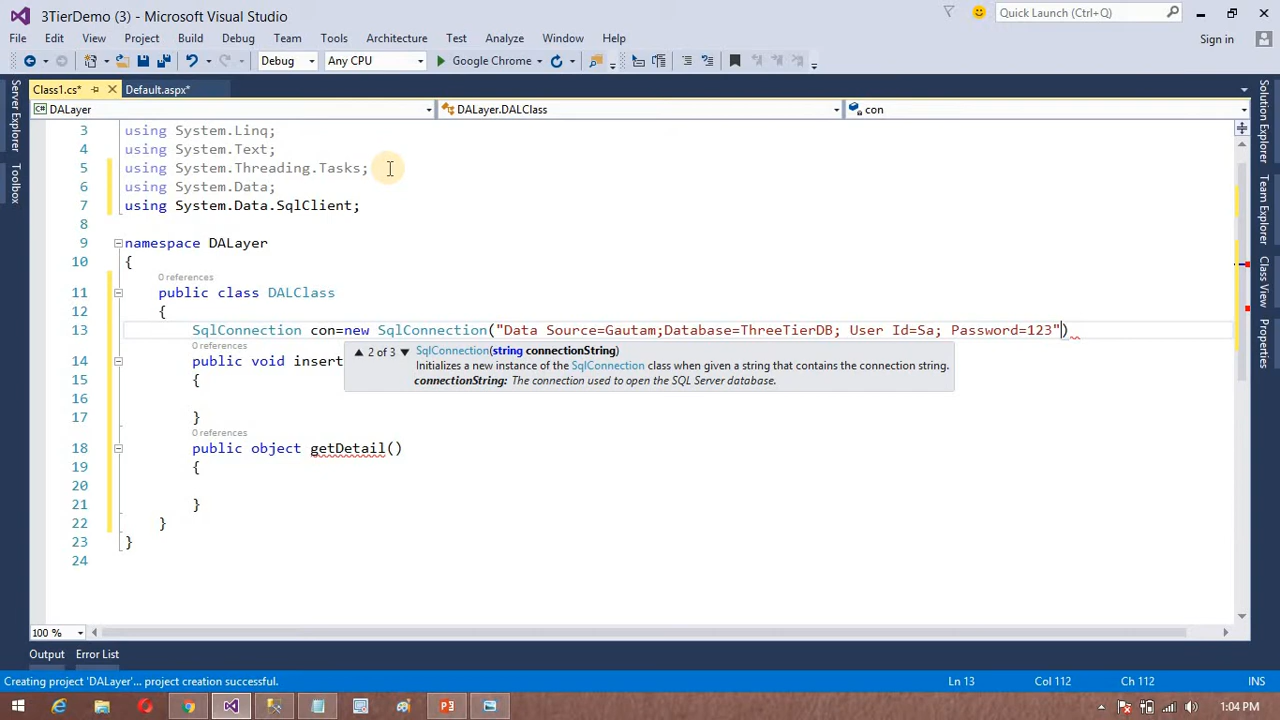 3TierDemo (3) - Microsoft Visual Studio
Quick Launch (Ctrl+Q)
File Edit View Project Build Debug Team Tools Architecture Test Analyze Window Help
Sign in
Debug Any CPU Google Chrome
Class1.cs* Default.aspx*
DALayer DALayer.DALClass con
Server Explorer
Toolbox
Solution Explorer
Team Explorer
Class View
Properties
3 using System.Linq;
4 using System.Text;
5 using System.Threading.Tasks;
6 using System.Data;
7 using System.Data.SqlClient;
8
9 namespace DALayer
10 {
0 references
11 public class DALClass
12 {
13 SqlConnection con=new SqlConnection("Data Source=Gautam;Database=ThreeTierDB; User Id=Sa; Password=123")
0 references
▲ 2 of 3 ▼ SqlConnection(string connectionString)
Initializes a new instance of the SqlConnection class when given a string that contains the connection string.
connectionString: The connection used to open the SQL Server database.
14 public void insert
15 {
16
17 }
0 references
18 public object getDetail()
19 {
20
21 }
22 }
23 }
24
100 %
Output Error List
Creating project 'DALayer'... project creation successful.
Ln 13 Col 112 Ch 112 INS
1:04 PM